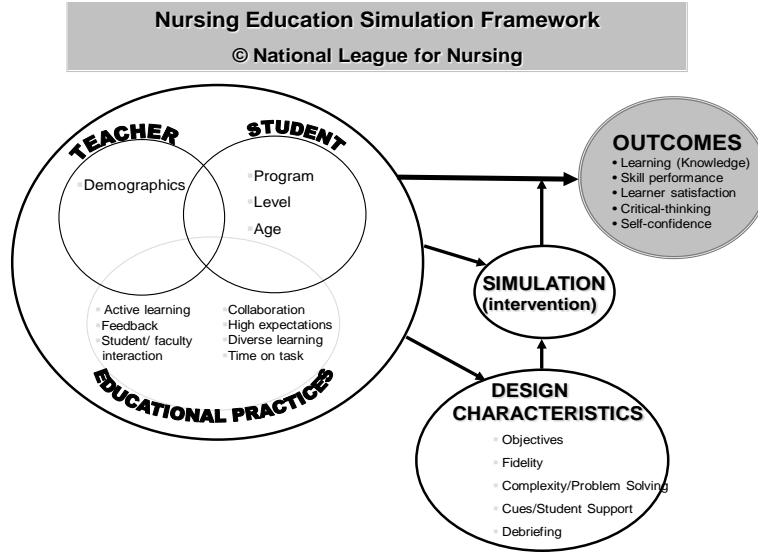 Nursing Education Simulation Framework
© National League for Nursing
TEACHER
Demographics
STUDENT
Program
Level
Age
Active learning
Feedback
Student/ faculty
interaction
Collaboration
High expectations
Diverse learning
Time on task
EDUCATIONAL PRACTICES
OUTCOMES
• Learning (Knowledge)
• Skill performance
• Learner satisfaction
• Critical-thinking
• Self-confidence
SIMULATION
(intervention)
DESIGN
CHARACTERISTICS
Objectives
Fidelity
Complexity/Problem Solving
Cues/Student Support
Debriefing